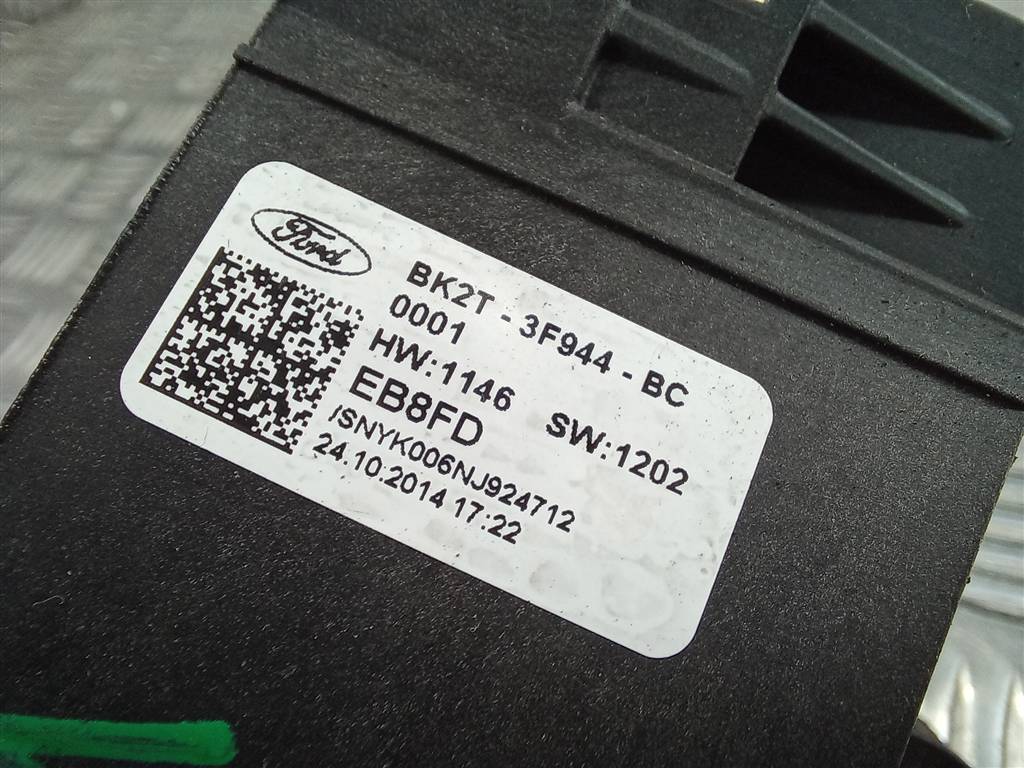 Ford
BK2T - 3F944 - BC
0001
HW:1146 SW:1202
EB8FD
/SNYK006NJ924712
24.10.2014 17:22